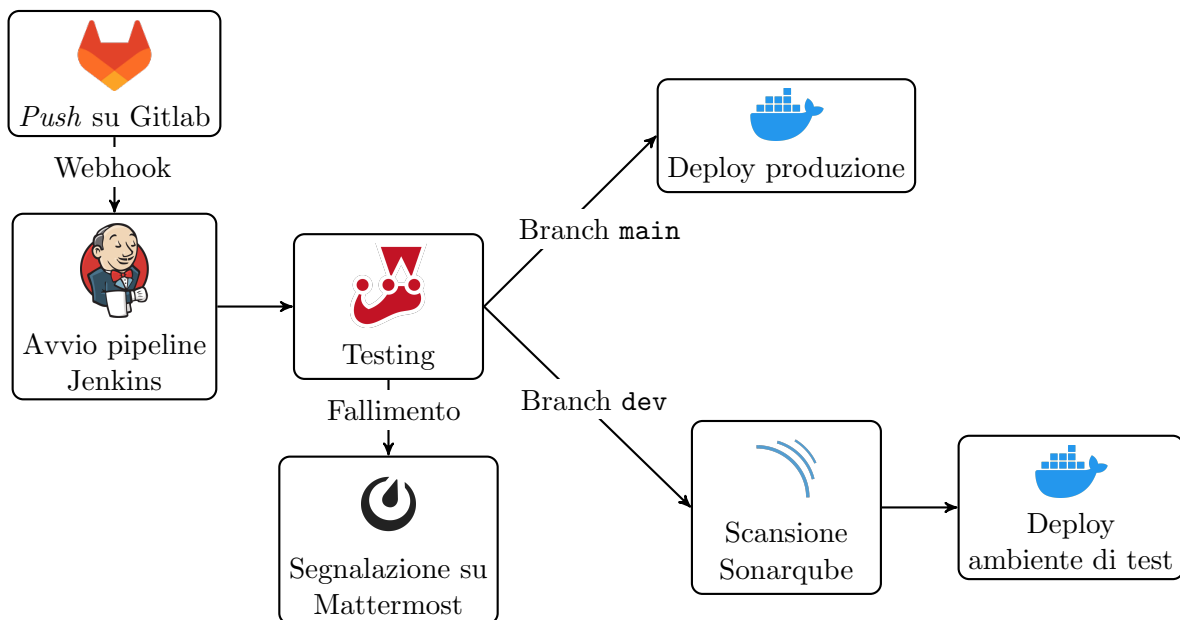 Push su Gitlab
Webhook
Avvio pipeline
Jenkins
Testing
Fallimento
Segnalazione su
Mattermost
Branch main
Deploy produzione
Branch dev
Scansione
Sonarqube
Deploy
ambiente di test